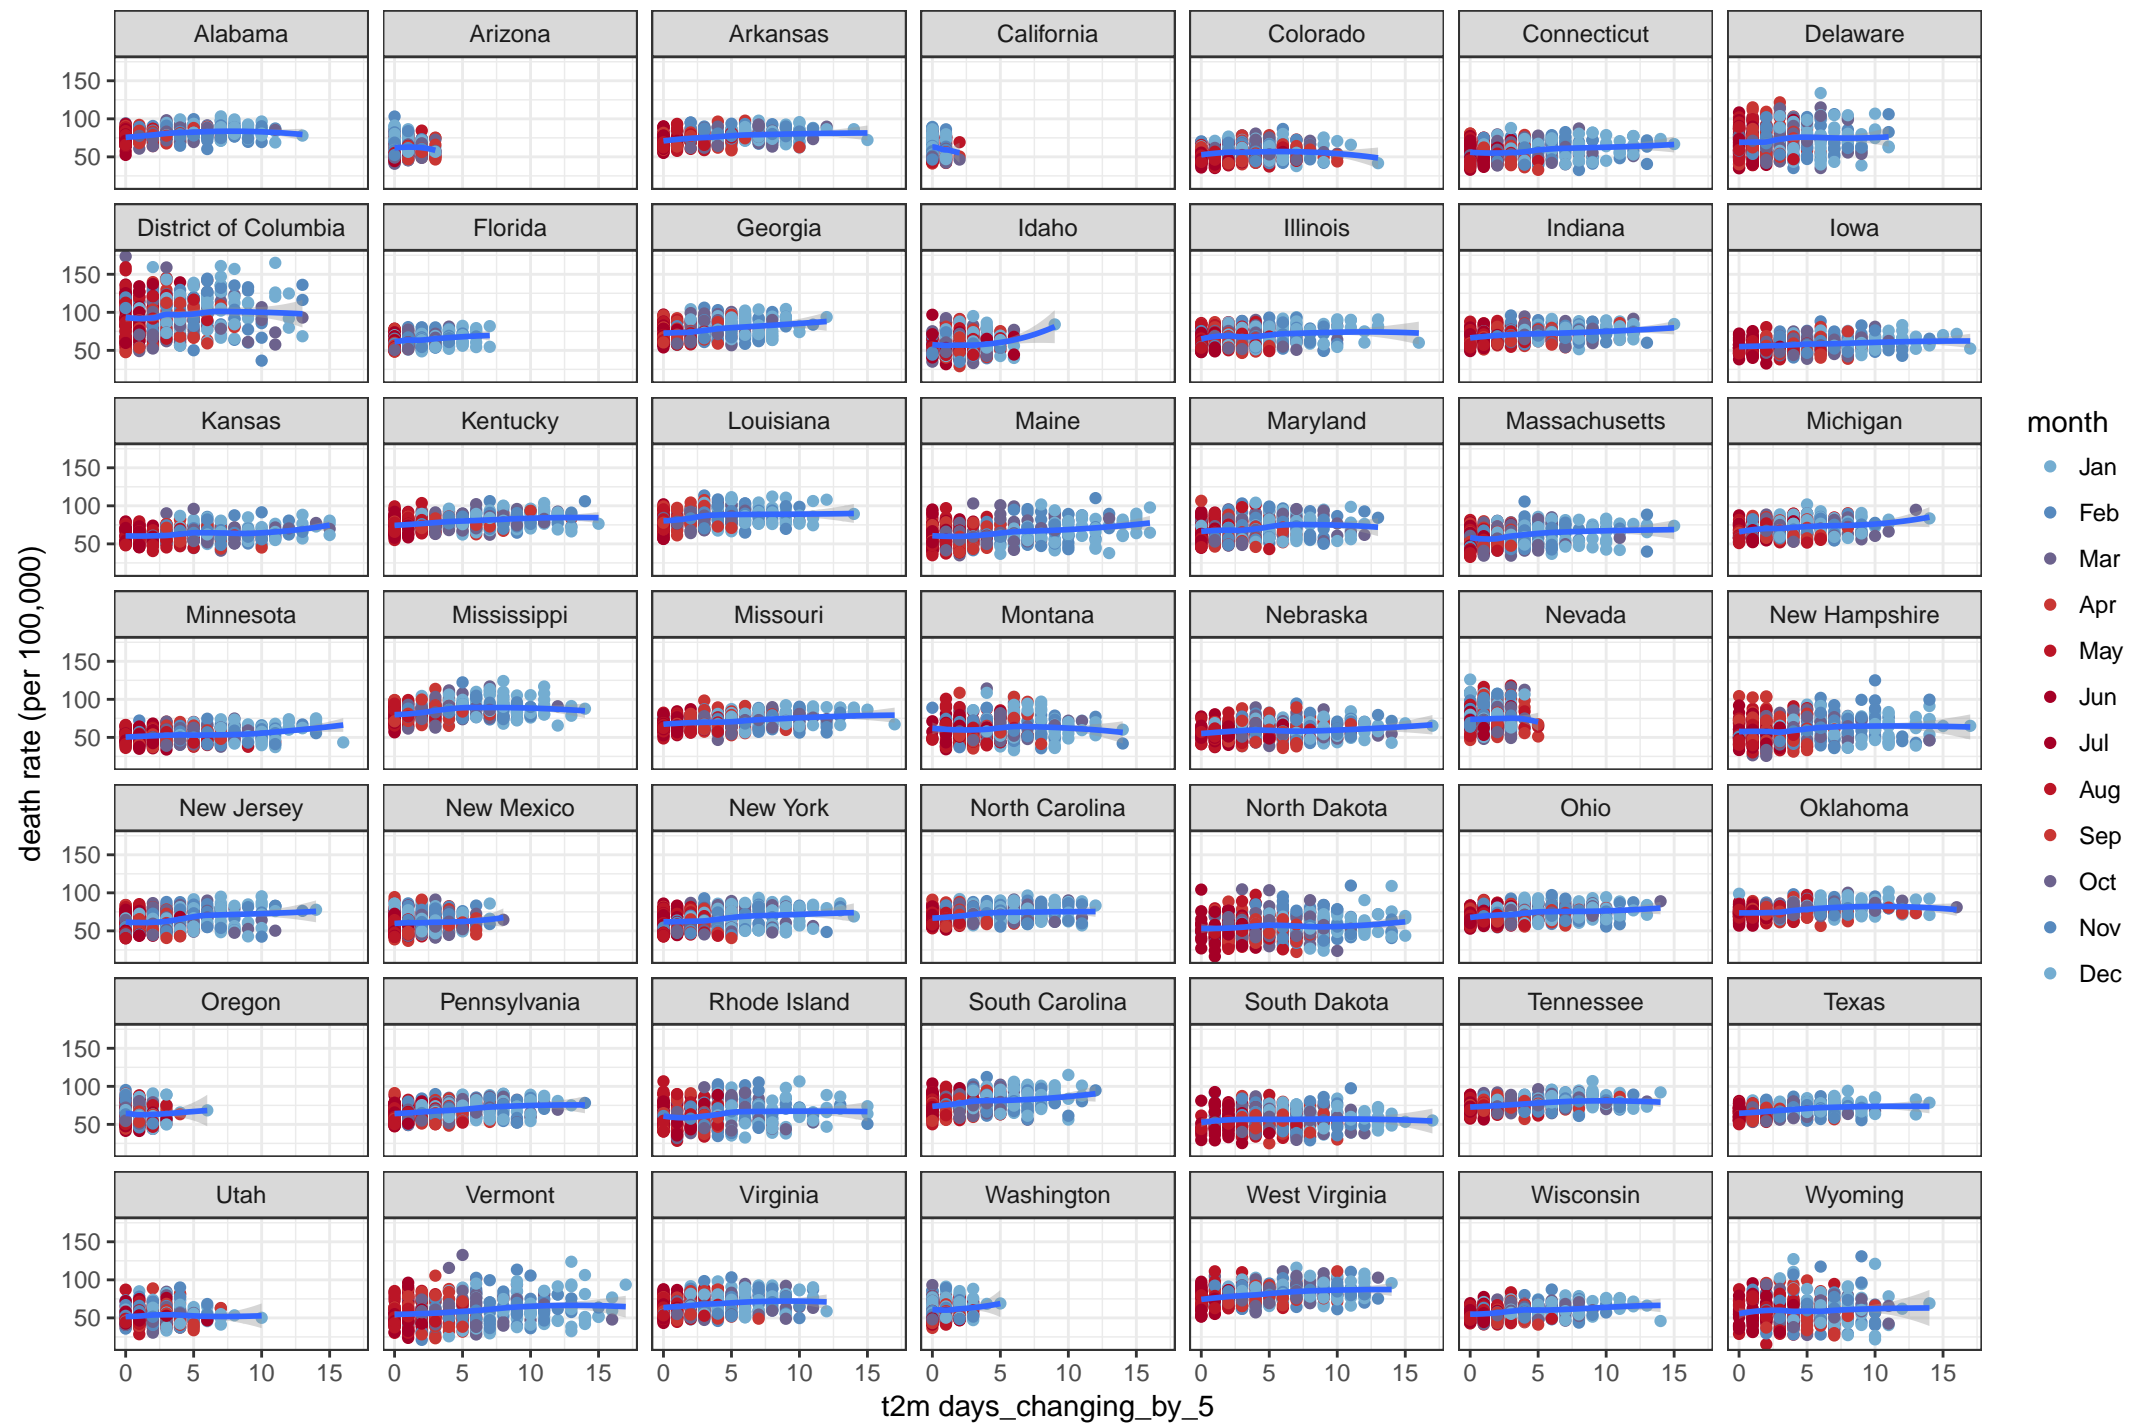 Alabama Arizona Arkansas California Colorado Connecticut Delaware
150
100
50
District of Columbia Florida Georgia Idaho Illinois Indiana Iowa
150
100
50
Kansas Kentucky Louisiana Maine Maryland Massachusetts Michigan
150
100
50
Minnesota Mississippi Missouri Montana Nebraska Nevada New Hampshire
150
100
50
New Jersey New Mexico New York North Carolina North Dakota Ohio Oklahoma
150
100
50
Oregon Pennsylvania Rhode Island South Carolina South Dakota Tennessee Texas
150
100
50
Utah Vermont Virginia Washington West Virginia Wisconsin Wyoming
150
100
50
0 5 10 15 0 5 10 15 0 5 10 15 0 5 10 15 0 5 10 15 0 5 10 15 0 5 10 15
t2m days_changing_by_5
death rate (per 100,000)
month
Jan
Feb
Mar
Apr
May
Jun
Jul
Aug
Sep
Oct
Nov
Dec